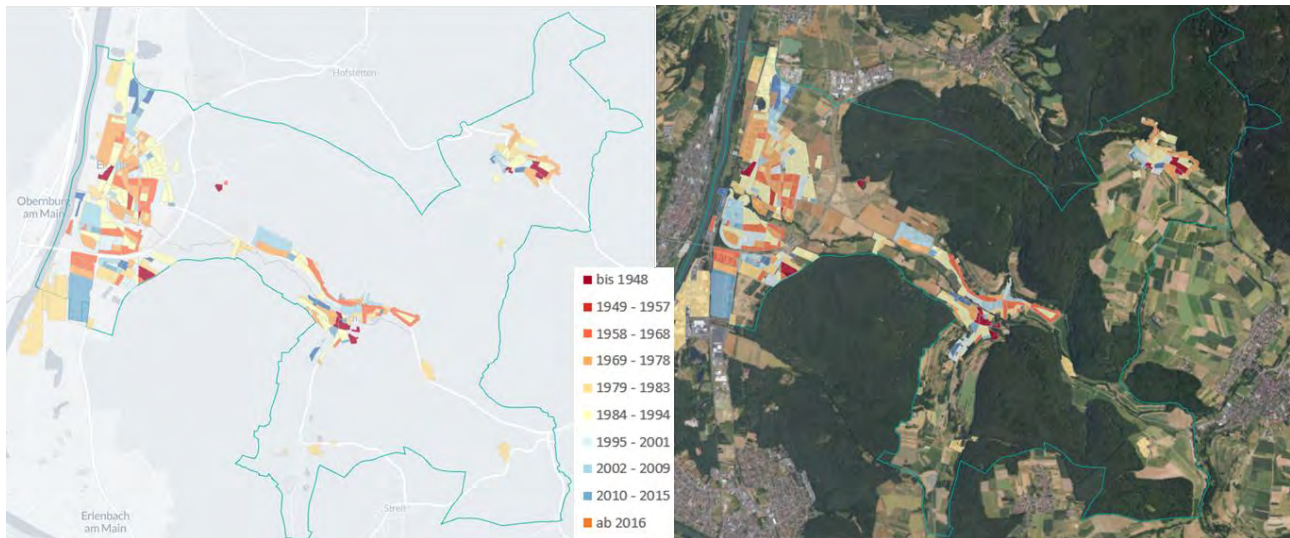 Hofstetten
Obernburg
am Main
bis 1948
1949 - 1957
1958 - 1968
1969 - 1978
1979 - 1983
1984 - 1994
1995 - 2001
2002 - 2009
2010 - 2015
ab 2016
Streit
Erlenbach
am Main